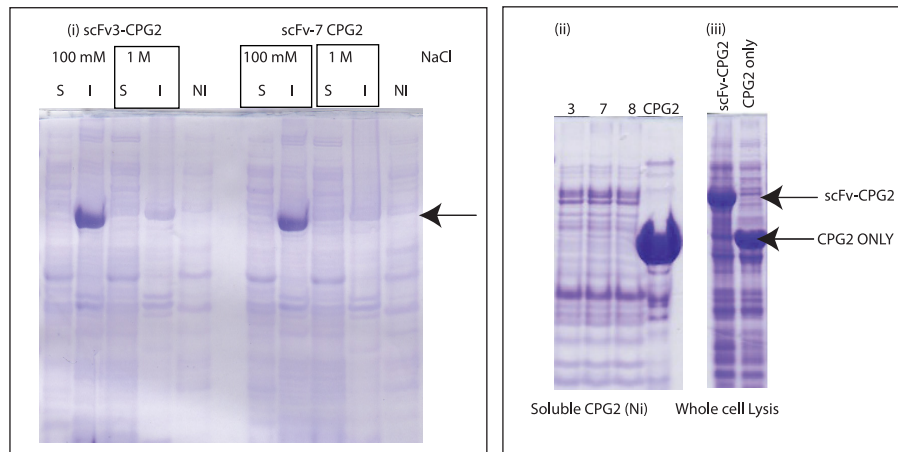 (i) scFv3-CPG2 scFv-7 CPG2
100 mM 1 M 100 mM 1 M NaCl
S I S I NI S I S I NI
(ii) (iii)
scFv-CPG2
CPG2 only
3 7 8 CPG2
scFv-CPG2
CPG2 ONLY
Soluble CPG2 (Ni) Whole cell Lysis